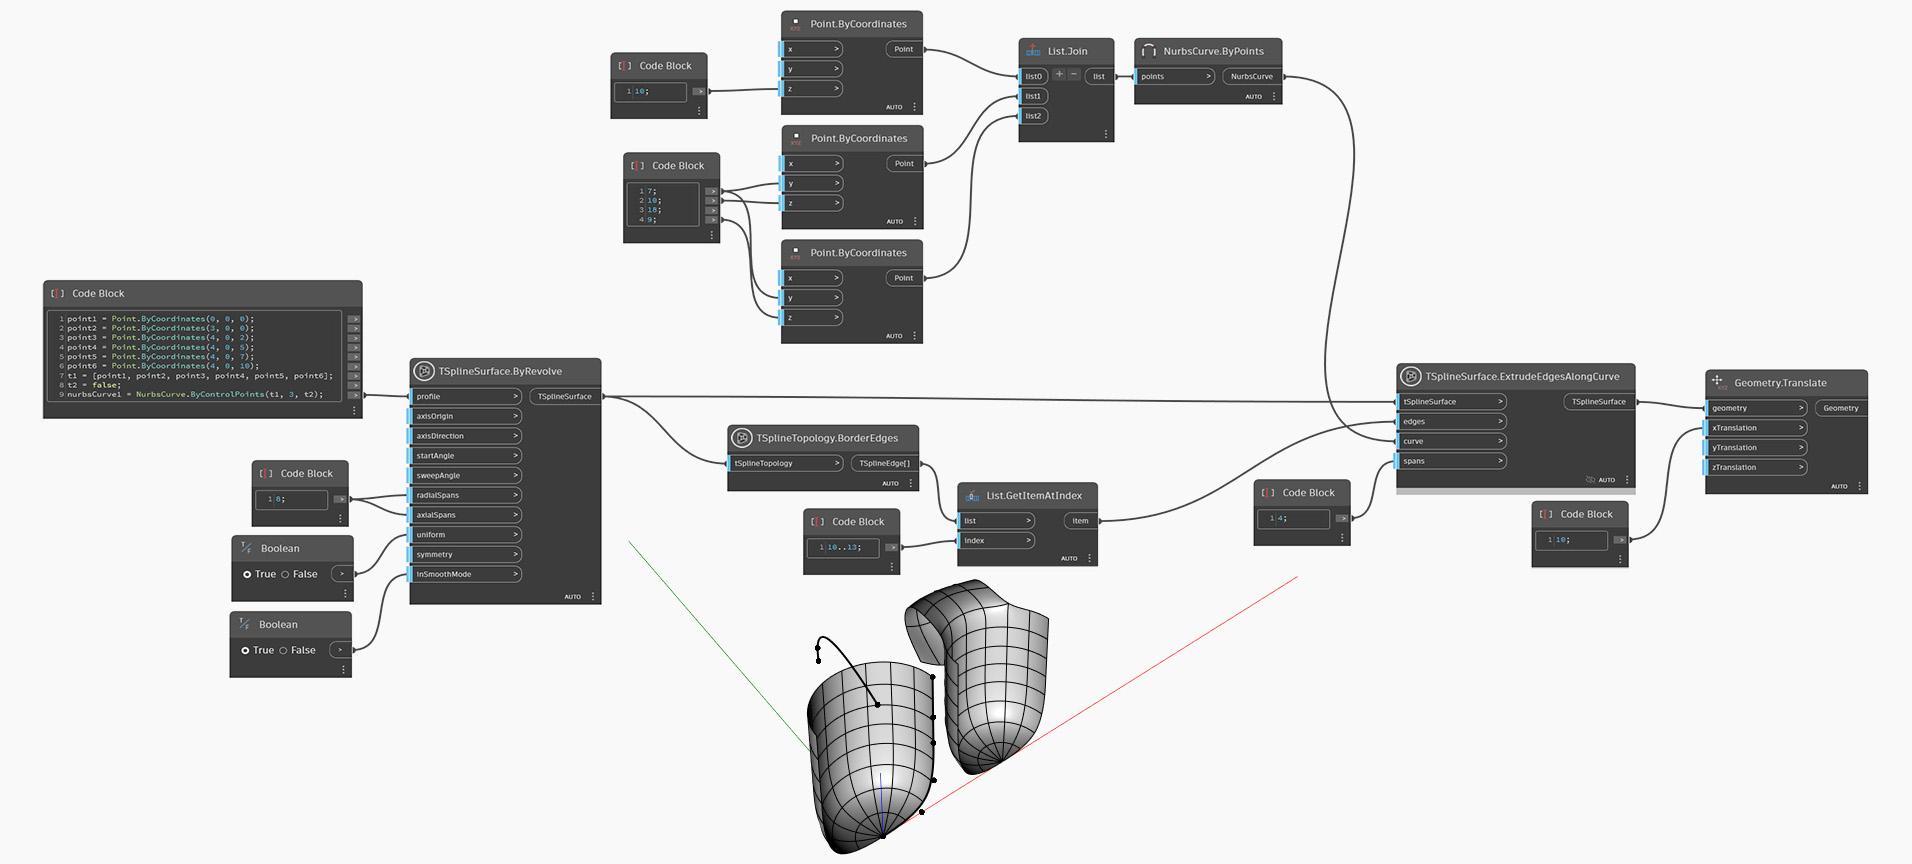 Point.ByCoordinates
x >
y >
z >
Point
AUTO
Code Block
1 10;
>
List.Join
list0 + − list
list1
list2
NurbsCurve.ByPoints
points > NurbsCurve
AUTO
Point.ByCoordinates
x >
y >
z >
Point
AUTO
Code Block
1 7;
2 10;
3 18;
4 9;
>
>
>
>
Point.ByCoordinates
x >
y >
z >
Point
AUTO
Code Block
1 point1 = Point.ByCoordinates(0, 0, 0);
2 point2 = Point.ByCoordinates(3, 0, 0);
3 point3 = Point.ByCoordinates(4, 0, 2);
4 point4 = Point.ByCoordinates(4, 0, 5);
5 point5 = Point.ByCoordinates(4, 0, 7);
6 point6 = Point.ByCoordinates(4, 0, 10);
7 t1 = [point1, point2, point3, point4, point5, point6];
8 t2 = false;
9 nurbsCurve1 = NurbsCurve.ByControlPoints(t1, 3, t2);
TSplineSurface.ByRevolve
profile > TSplineSurface
axisOrigin >
axisDirection >
startAngle >
sweepAngle >
radialSpans >
axialSpans >
uniform >
symmetry >
inSmoothMode >
AUTO
Code Block
1 8;
>
Boolean
True False >
Boolean
True False >
TSplineTopology.BorderEdges
tSplineTopology > TSplineEdge[]
AUTO
Code Block
1 10..13;
>
List.GetItemAtIndex
list > item
index >
AUTO
TSplineSurface.ExtrudeEdgesAlongCurve
tSplineSurface > TSplineSurface
edges >
curve >
spans >
AUTO
Code Block
1 4;
>
Geometry.Translate
geometry > Geometry
xTranslation >
yTranslation >
zTranslation >
AUTO
Code Block
1 10;
>